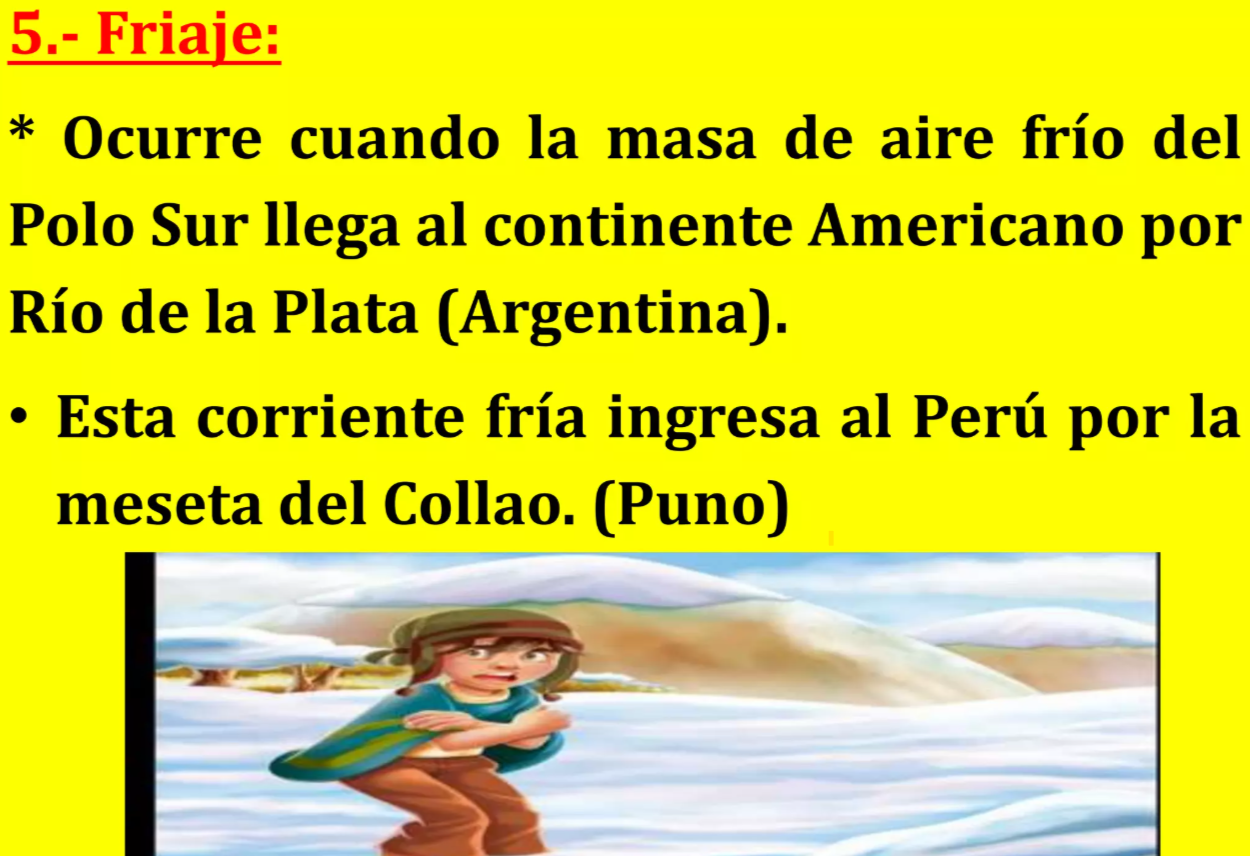 5.- Friaje:
* Ocurre cuando la masa de aire frío del
Polo Sur llega al continente Americano por
Río de la Plata (Argentina).
• Esta corriente fría ingresa al Perú por la
meseta del Collao. (Puno)